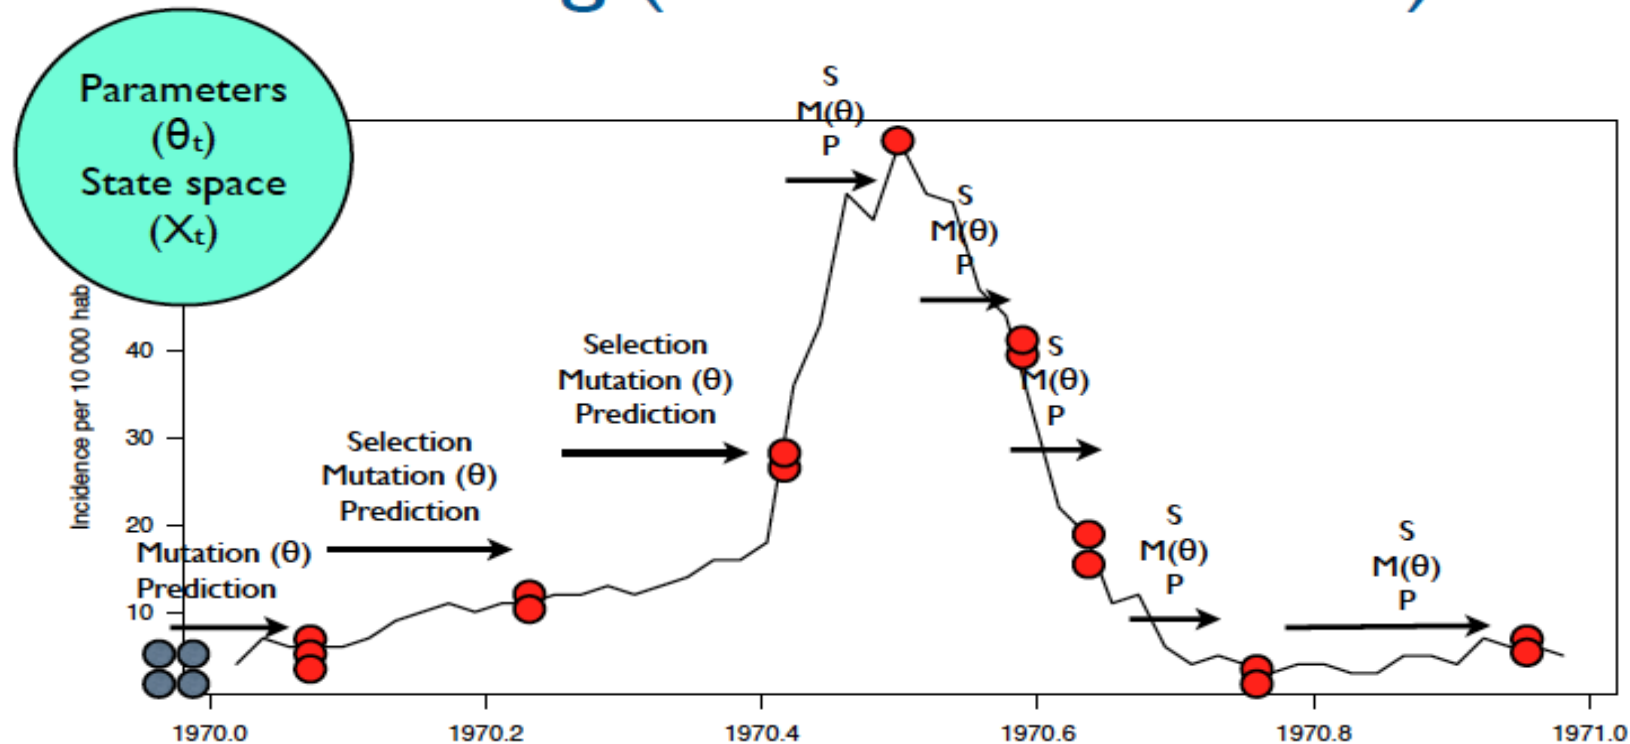 Parameters
(θt)
State space
(Xt)
S
M(θ)
P
S
M(θ)
P
Selection
Mutation (θ)
Prediction
S
M(θ)
P
Selection
Mutation (θ)
Prediction
Mutation (θ)
Prediction
S
M(θ)
P
S
M(θ)
P
Incidence per 10 000 hab
40
30
20
10
1970.0 1970.2 1970.4 1970.6 1970.8 1971.0